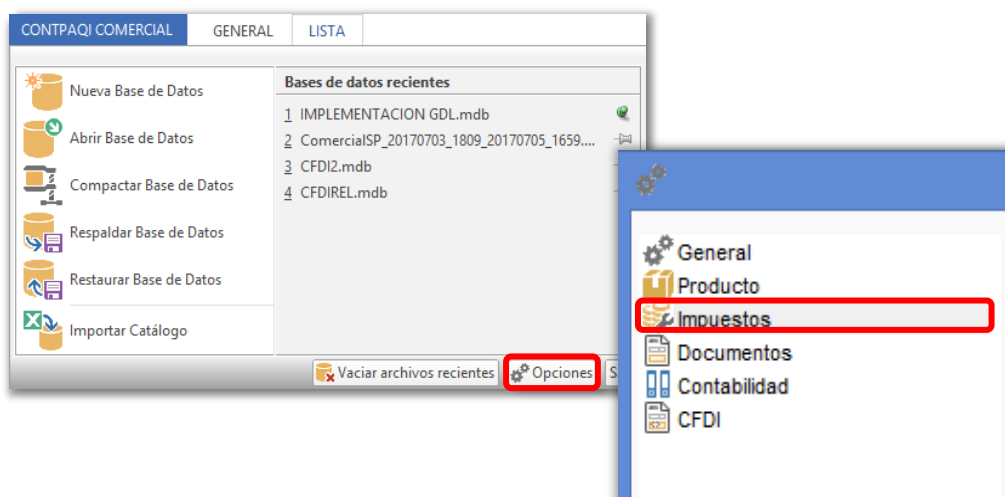 CONTPAQI COMERCIAL GENERAL LISTA
Nueva Base de Datos
Abrir Base de Datos
Compactar Base de Datos
Respaldar Base de Datos
Restaurar Base de Datos
Importar Catálogo
Bases de datos recientes
1 IMPLEMENTACION GDL.mdb
2 ComercialSP_20170703_1809_20170705_1659....
3 CFDI2.mdb
4 CFDIREL.mdb
Vaciar archivos recientes Opciones S
General
Producto
Impuestos
Documentos
Contabilidad
CFDI